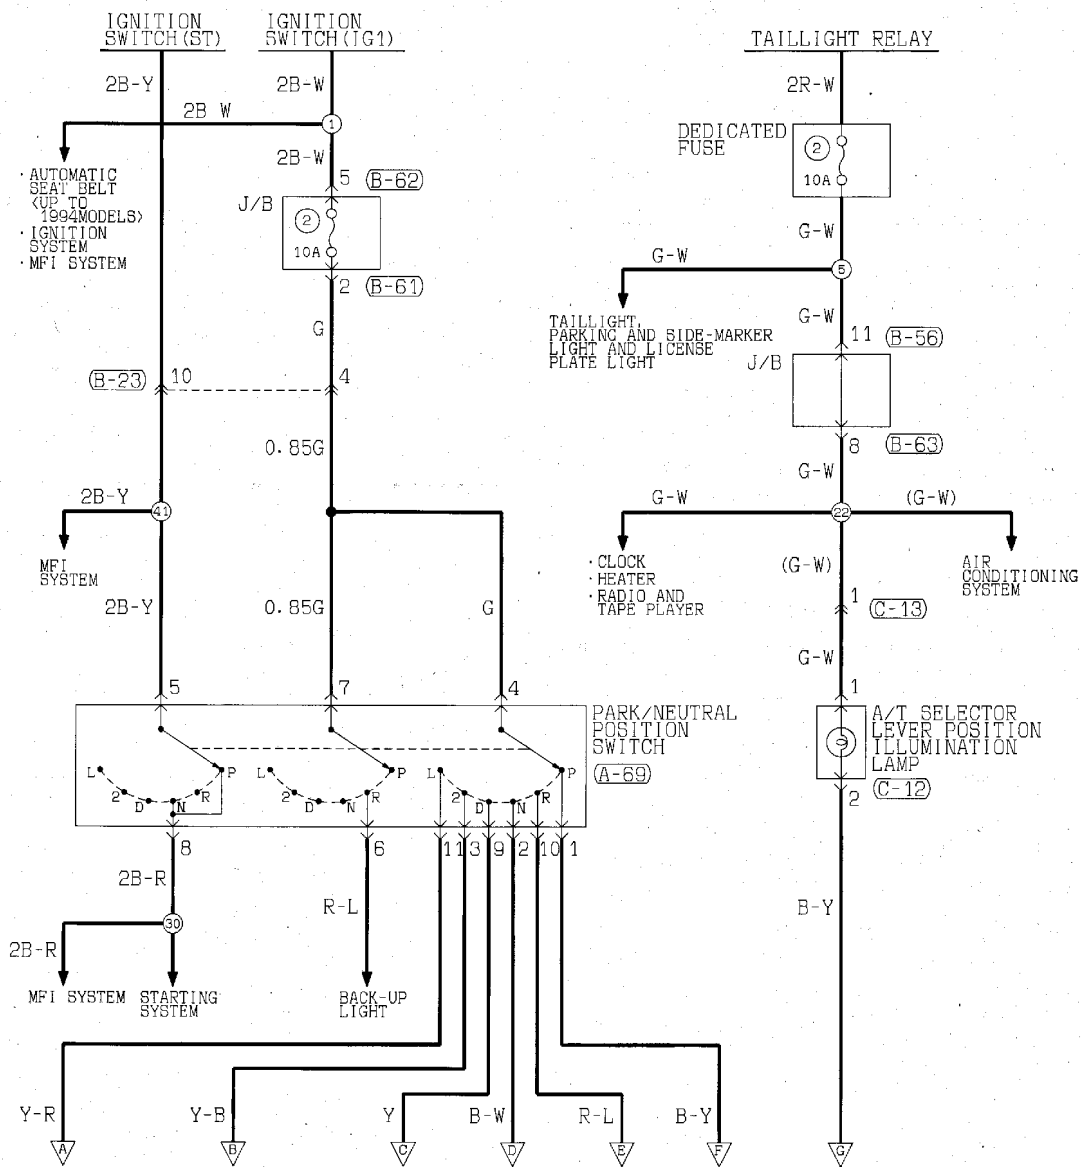 IGNITION
SWITCH(ST)
IGNITION
SWITCH(IG1)
TAILLIGHT RELAY
2B-Y
2B-W
2R-W
2B W
1
DEDICATED
FUSE
2
10A
2B-W
5
B-62
· AUTOMATIC
SEAT BELT
<UP TO
1994MODELS>
· IGNITION
SYSTEM
· MFI SYSTEM
J/B
2
10A
2
B-61
G-W
G-W
5
G
TAILLIGHT,
PARKING AND SIDE-MARKER
LIGHT AND LICENSE
PLATE LIGHT
G-W
11
B-56
J/B
B-23
10
4
8
B-63
0.85G
G-W
2B-Y
41
G-W
22
(G-W)
MFI
SYSTEM
· CLOCK
· HEATER
· RADIO AND
TAPE PLAYER
(G-W)
AIR
CONDITIONING
SYSTEM
2B-Y
0.85G
G
1
C-13
G-W
5
7
4
1
PARK/NEUTRAL
POSITION
SWITCH
A-69
A/T SELECTOR
LEVER POSITION
ILLUMINATION
LAMP
C-12
L
2
D
N
R
P
L
2
D
N
R
P
L
2
D
N
R
P
2
8
6
11
3
9
2
10
1
2B-R
R-L
B-Y
30
2B-R
MFI SYSTEM
STARTING
SYSTEM
BACK-UP
LIGHT
Y-R
Y-B
Y
B-W
R-L
B-Y
A
B
C
D
E
F
G